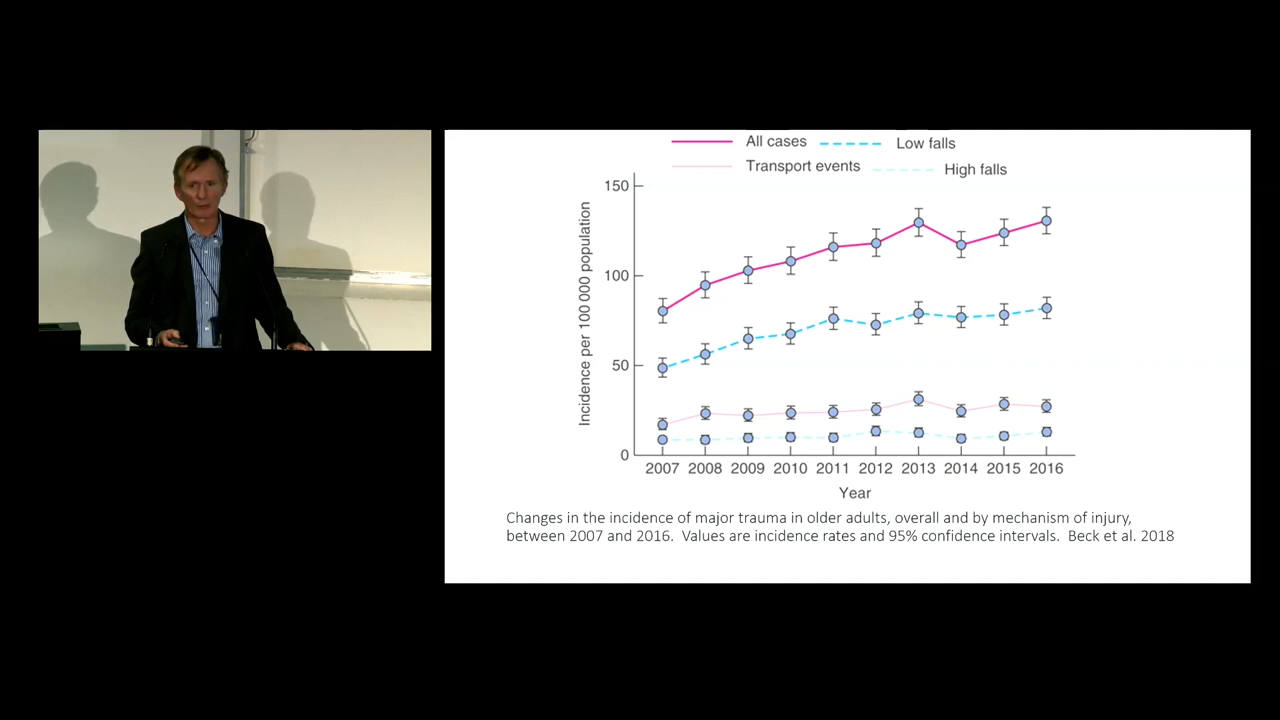 All cases
Low falls
Transport events
High falls
150
100
50
0
Incidence per 100 000 population
2007 2008 2009 2010 2011 2012 2013 2014 2015 2016
Year
Changes in the incidence of major trauma in older adults, overall and by mechanism of injury,
between 2007 and 2016. Values are incidence rates and 95% confidence intervals. Beck et al. 2018